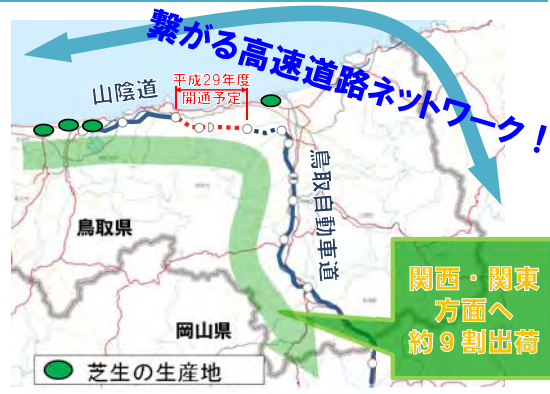 繋がる高速道路ネットワーク！
平成29年度
開通予定
山陰道
鳥取自動車道
鳥取県
岡山県
関西・関東
方面へ
約９割出荷
芝生の生産地